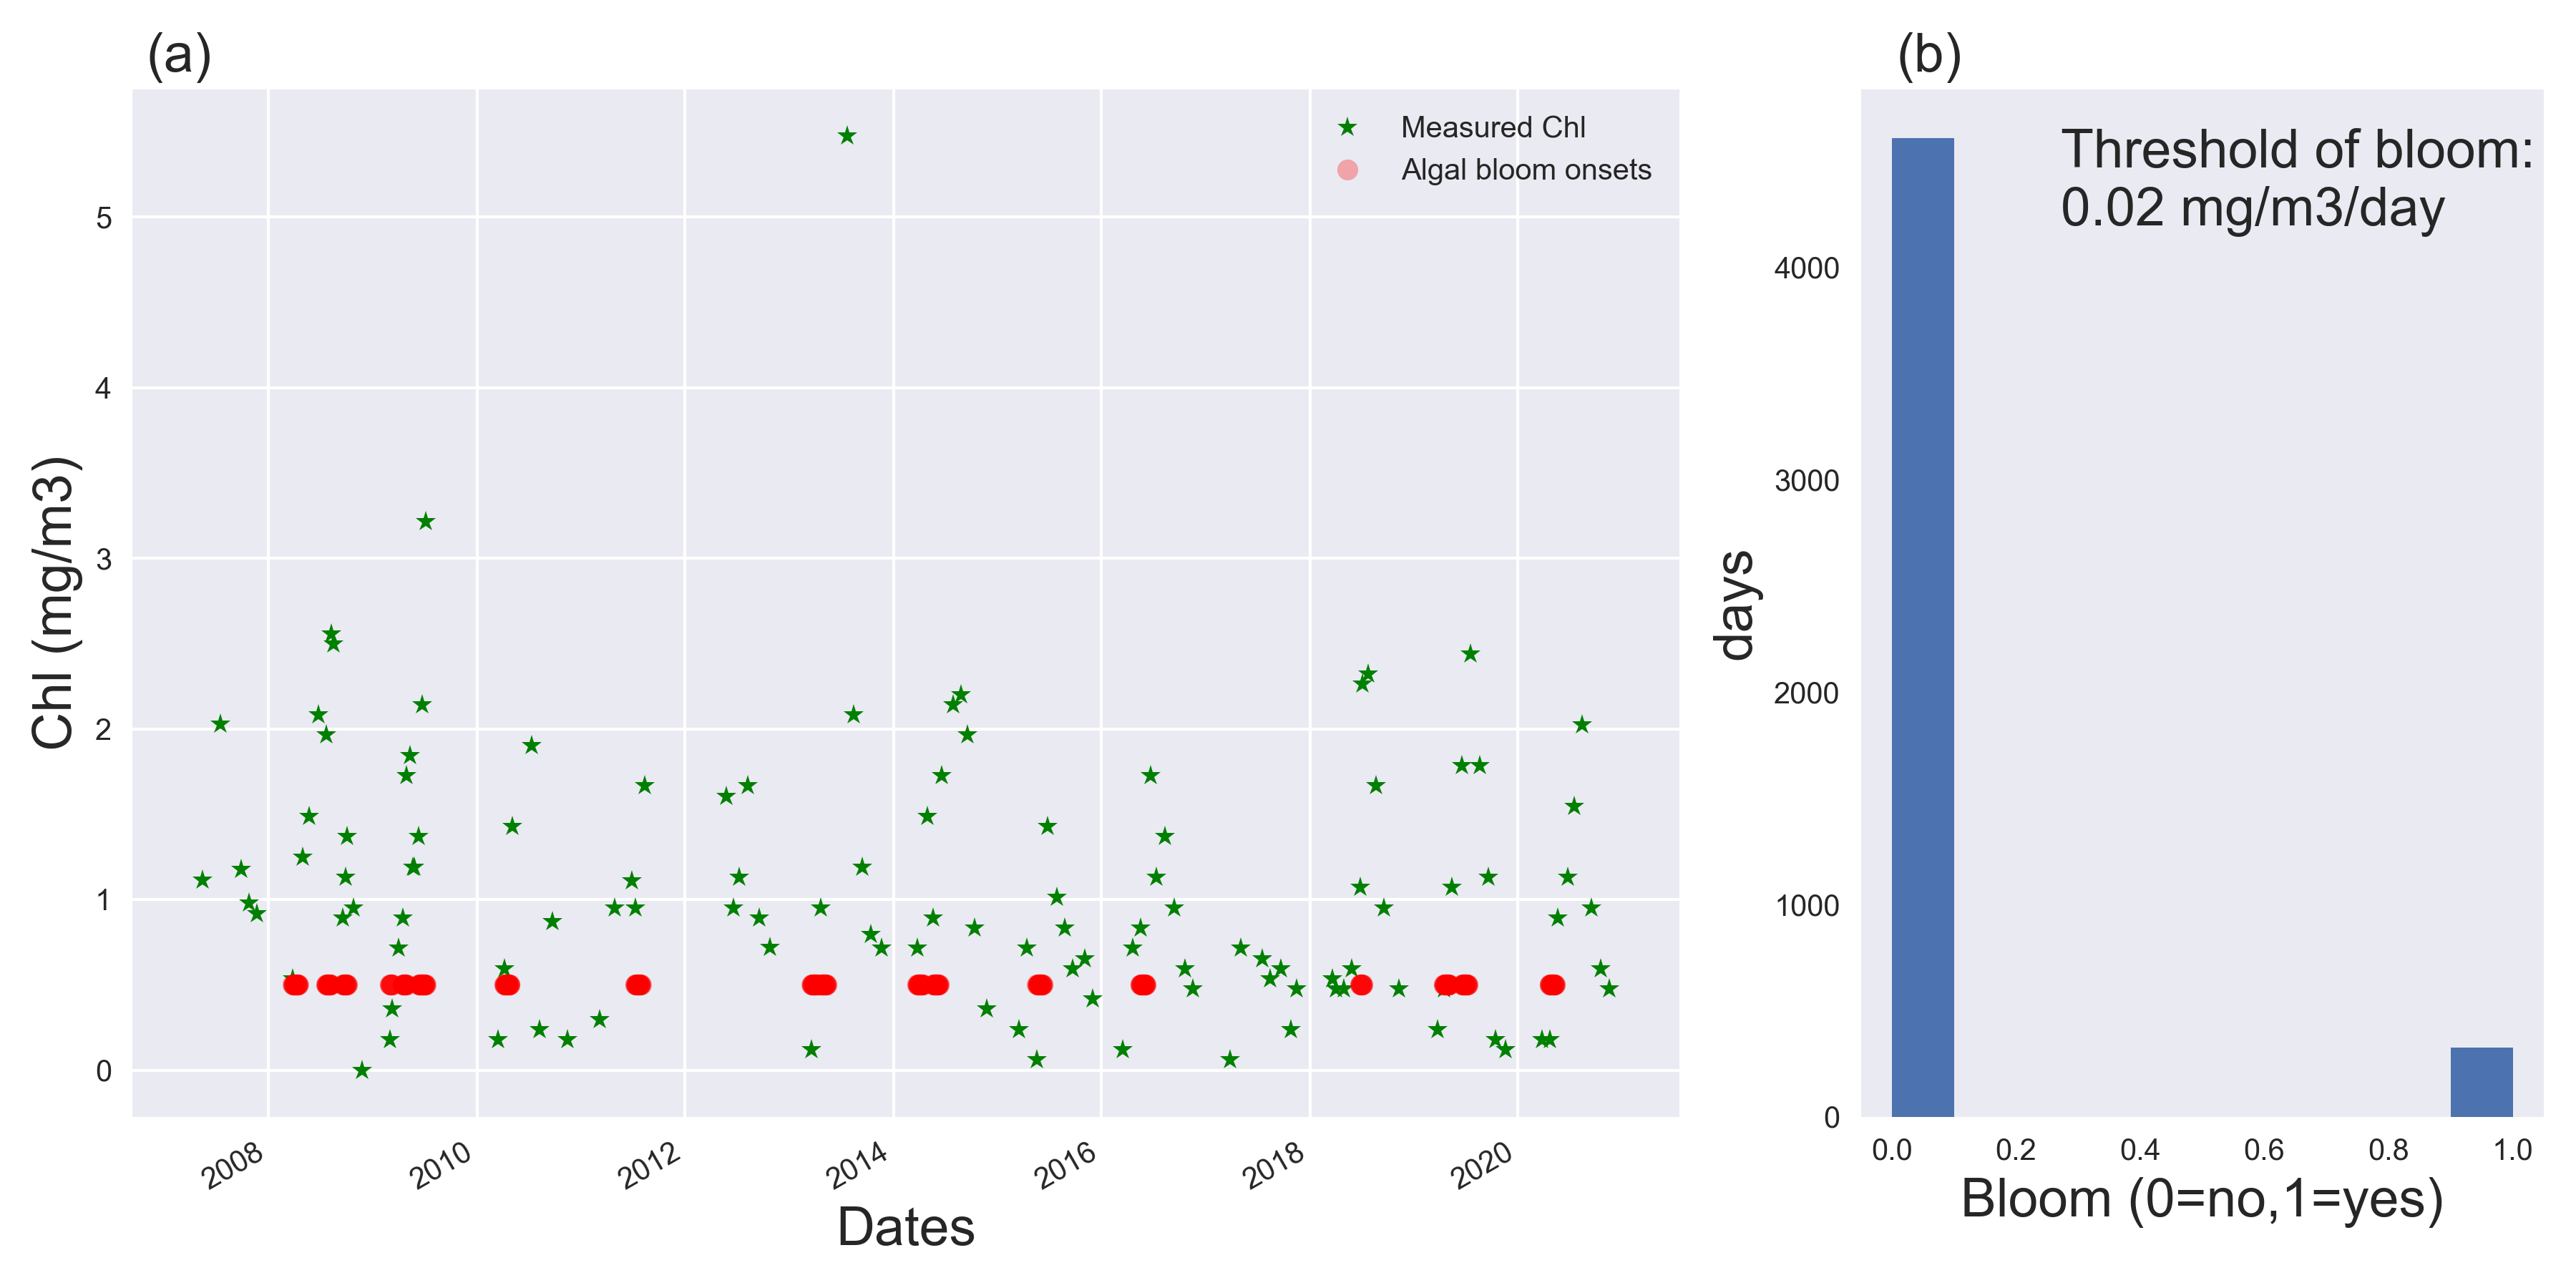 (a)
Measured Chl
Algal bloom onsets
Chl (mg/m3)
5
4
3
2
1
0
2008
2010
2012
2014
2016
2018
2020
Dates
(b)
Threshold of bloom:
0.02 mg/m3/day
days
4000
3000
2000
1000
0
0.0
0.2
0.4
0.6
0.8
1.0
Bloom (0=no,1=yes)